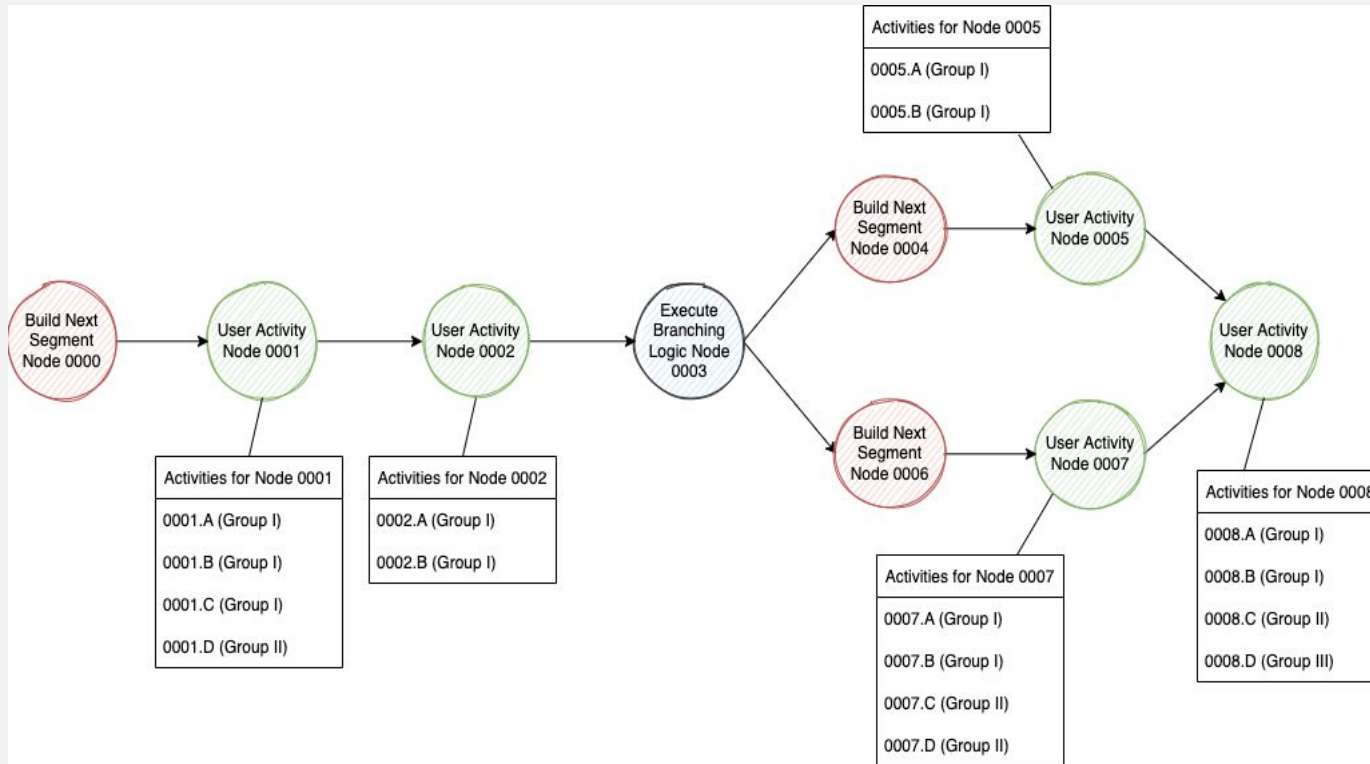 Activities for Node 0005
0005.A (Group I)
0005.B (Group I)
Build Next
Segment
Node 0004
User Activity
Node 0005
Build Next
Segment
Node 0000
User Activity
Node 0001
User Activity
Node 0002
Execute
Branching
Logic Node
0003
User Activity
Node 0008
Build Next
Segment
Node 0006
User Activity
Node 0007
Activities for Node 0001
0001.A (Group I)
0001.B (Group I)
0001.C (Group I)
0001.D (Group II)
Activities for Node 0002
0002.A (Group I)
0002.B (Group I)
Activities for Node 0007
0007.A (Group I)
0007.B (Group I)
0007.C (Group II)
0007.D (Group II)
Activities for Node 0008
0008.A (Group I)
0008.B (Group I)
0008.C (Group II)
0008.D (Group III)